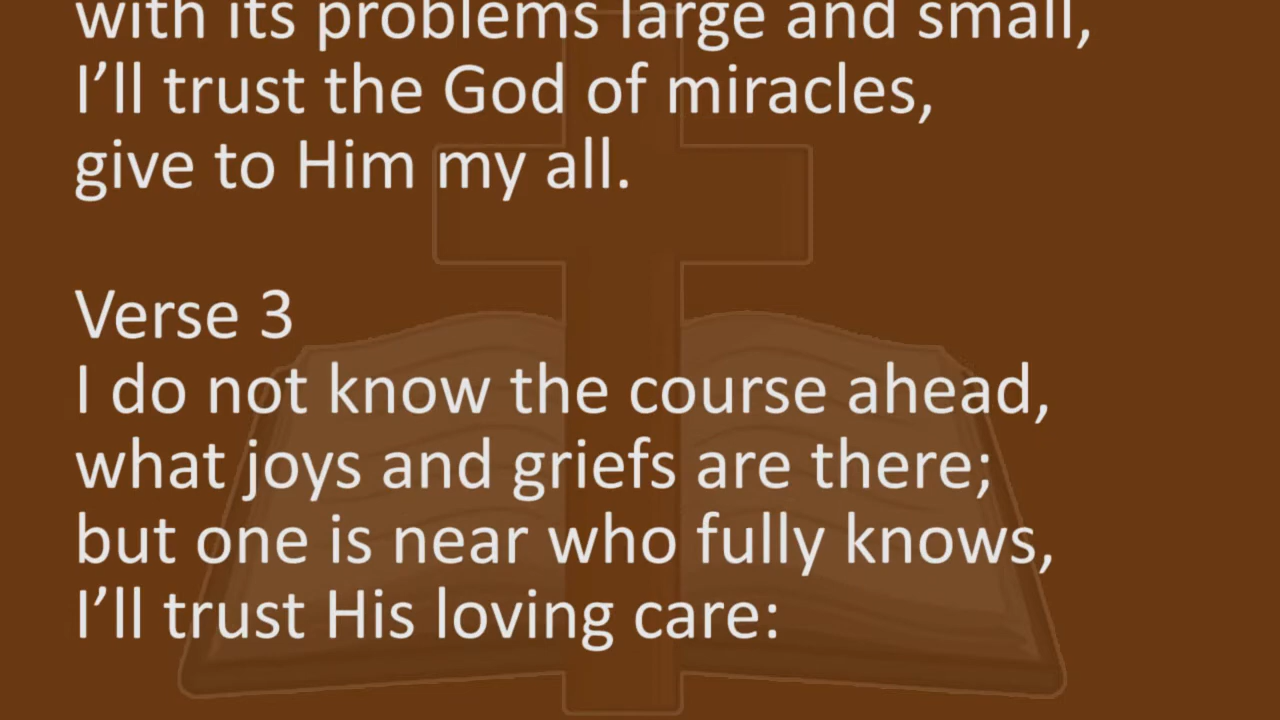 with its problems large and small,
I’ll trust the God of miracles,
give to Him my all.
Verse 3
I do not know the course ahead,
what joys and griefs are there;
but one is near who fully knows,
I’ll trust His loving care: